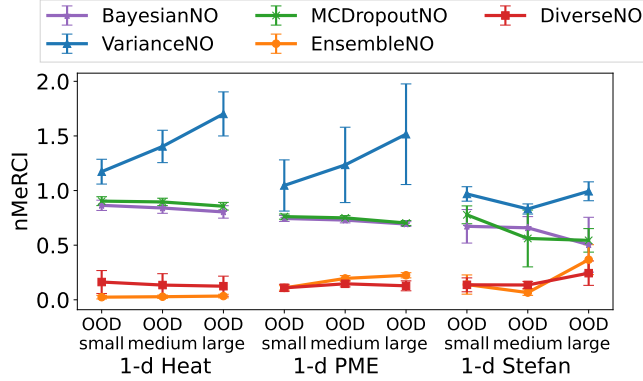 BayesianNO MCDropoutNO DiverseNO
VarianceNO EnsembleNO
2.0
1.5
1.0
0.5
0.0
nMeRCI
OOD OOD OOD OOD OOD OOD OOD OOD OOD
small medium large small medium large small medium large
1-d Heat 1-d PME 1-d Stefan